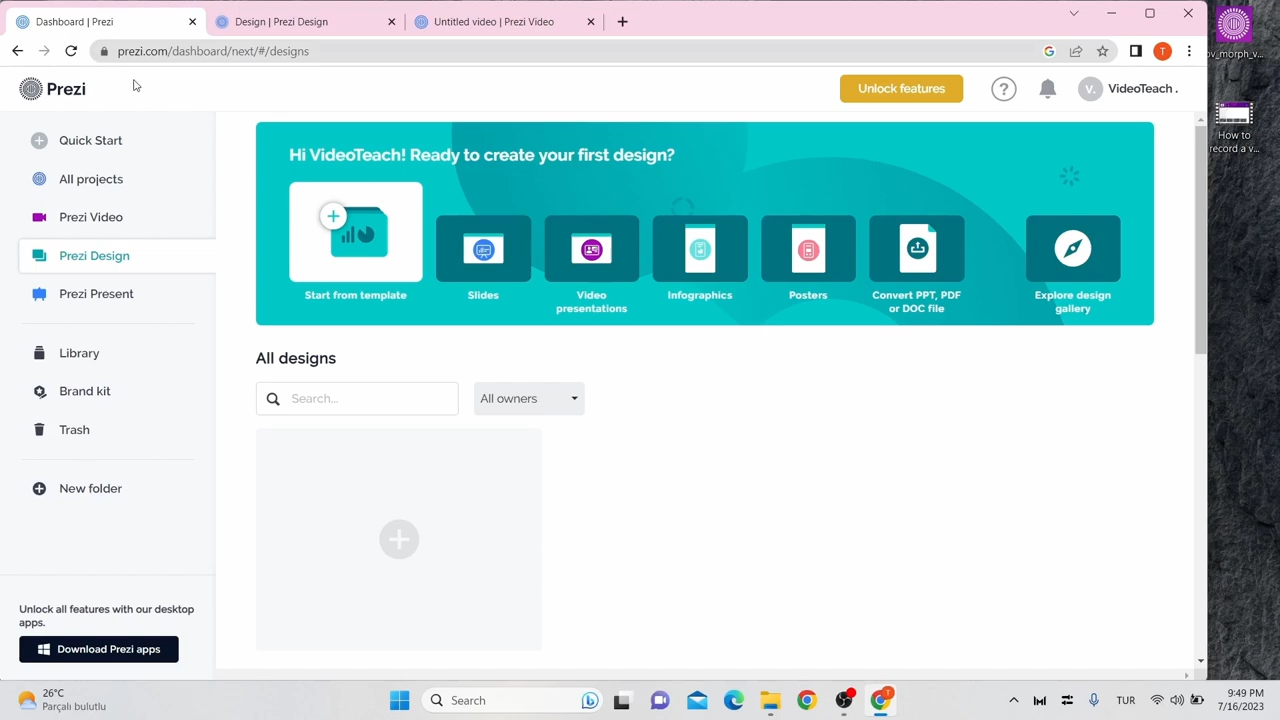 Dashboard | Prezi
Design | Prezi Design
Untitled video | Prezi Video
prezi.com/dashboard/next/#/designs
T
Prezi
Unlock features
?
V.
VideoTeach .
Quick Start
All projects
Prezi Video
Prezi Design
Prezi Present
Library
Brand kit
Trash
New folder
Unlock all features with our desktop
apps.
Download Prezi apps
Hi VideoTeach! Ready to create your first design?
Start from template
Slides
Video
presentations
Infographics
Posters
Convert PPT, PDF
or DOC file
Explore design
gallery
All designs
Search...
All owners
ov_morph_v...
How to
record a v...
26°C
Parçalı bulutlu
Search
T
TUR
9:49 PM
7/16/2023